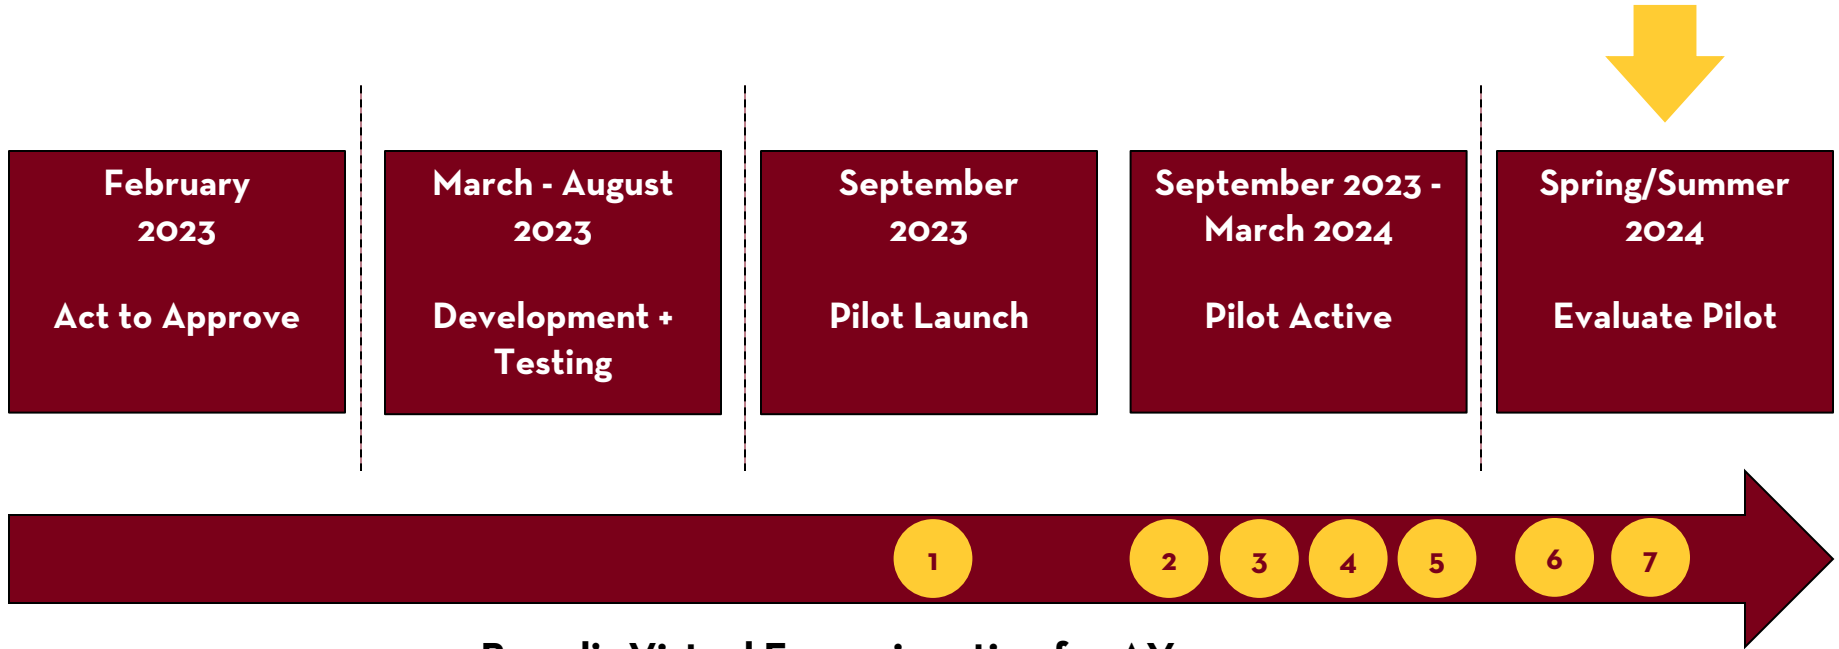 February
2023
Act to Approve
March - August
2023
Development +
Testing
September
2023
Pilot Launch
September 2023 -
March 2024
Pilot Active
Spring/Summer
2024
Evaluate Pilot
1
2
3
4
5
6
7
Virtual